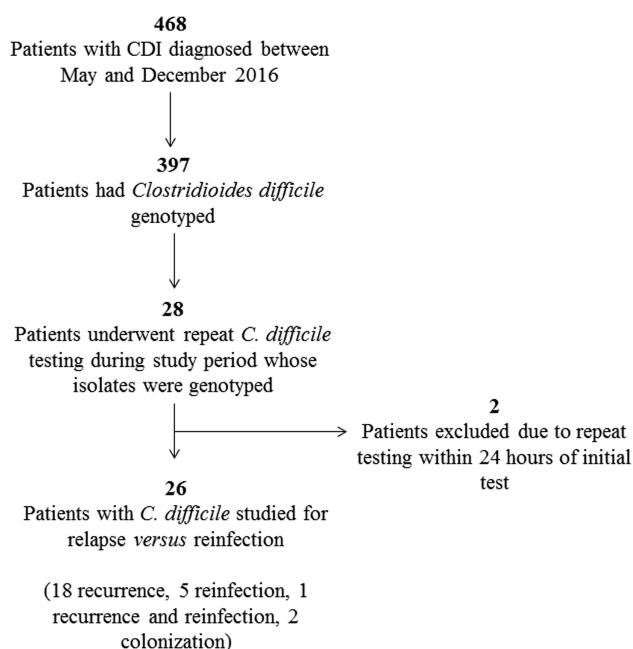 468
Patients with CDI diagnosed between
May and December 2016
397
Patients had Clostridioides difficile
genotyped
28
Patients underwent repeat C. difficile
testing during study period whose
isolates were genotyped
2
Patients excluded due to repeat
testing within 24 hours of initial
test
26
Patients with C. difficile studied for
relapse versus reinfection
(18 recurrence, 5 reinfection, 1
recurrence and reinfection, 2
colonization)